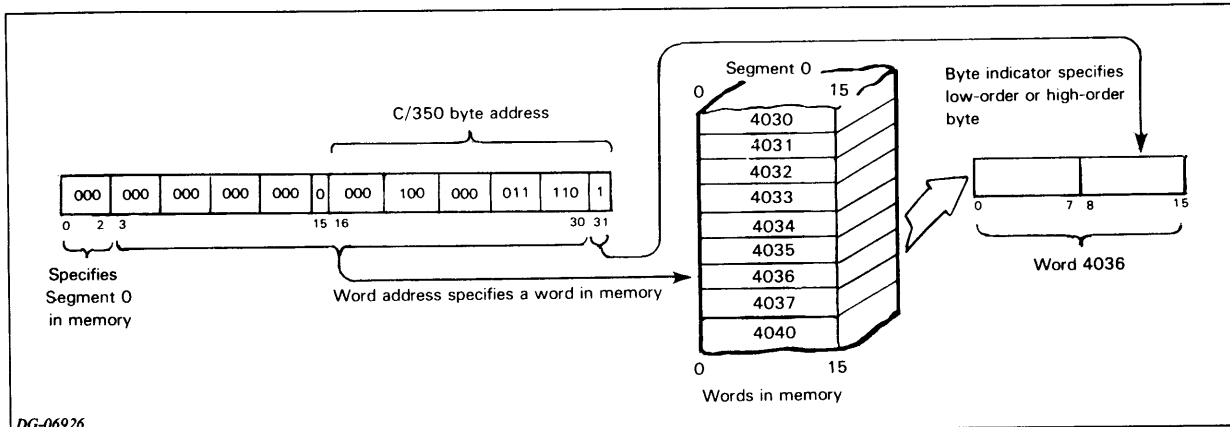 C/350 byte address
000 000 000 000 000 0 000 100 000 011 110 1
0 2 3 15 16 30 31
Specifies
Segment 0
in memory
Word address specifies a word in memory
Segment 0
0 15
4030
4031
4032
4033
4034
4035
4036
4037
4040
0 15
Words in memory
Byte indicator specifies
low-order or high-order
byte
0 7 8 15
Word 4036
DG-06926